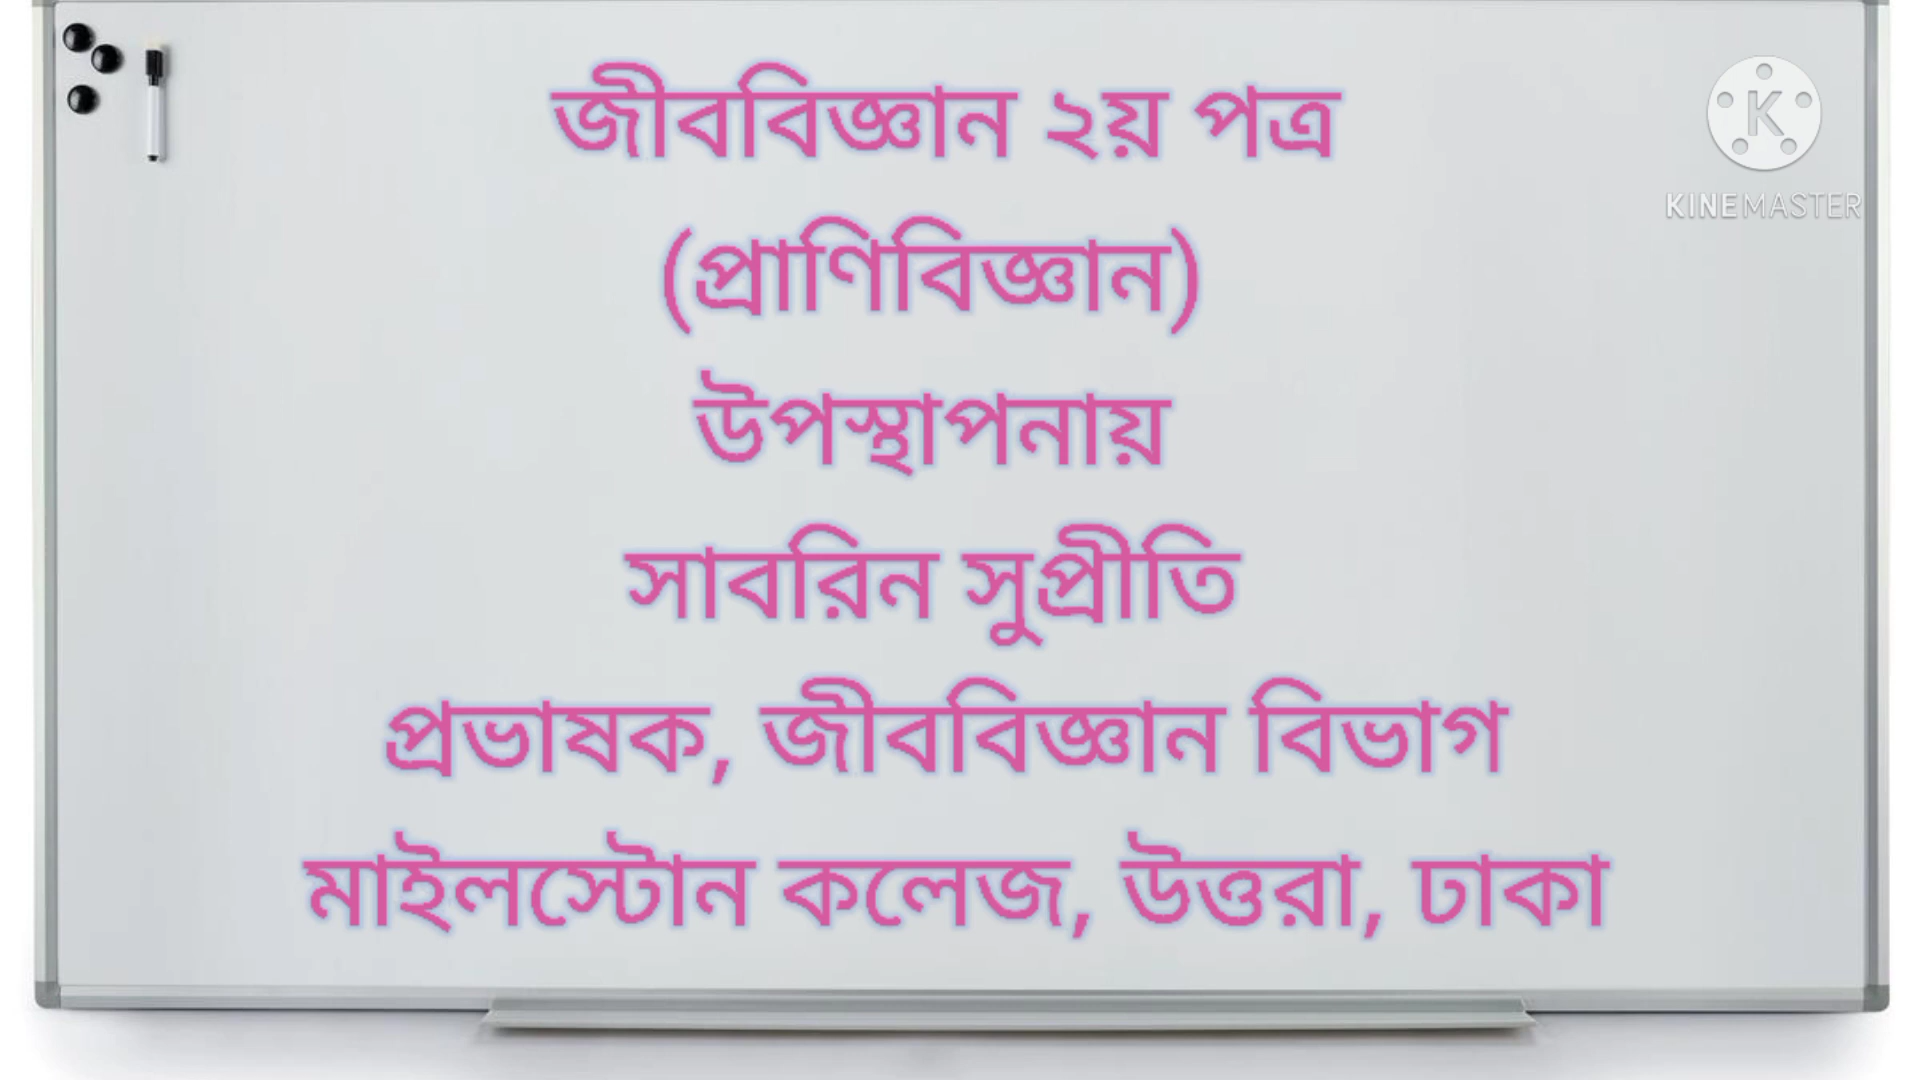 জীববিজ্ঞান ২য় পত্র
(প্রাণিবিজ্ঞান)
উপস্থাপনায়
সাবরিন সুপ্রীতি
প্রভাষক, জীববিজ্ঞান বিভাগ
মাইলস্টোন কলেজ, উত্তরা, ঢাকা
K
KINEMASTER